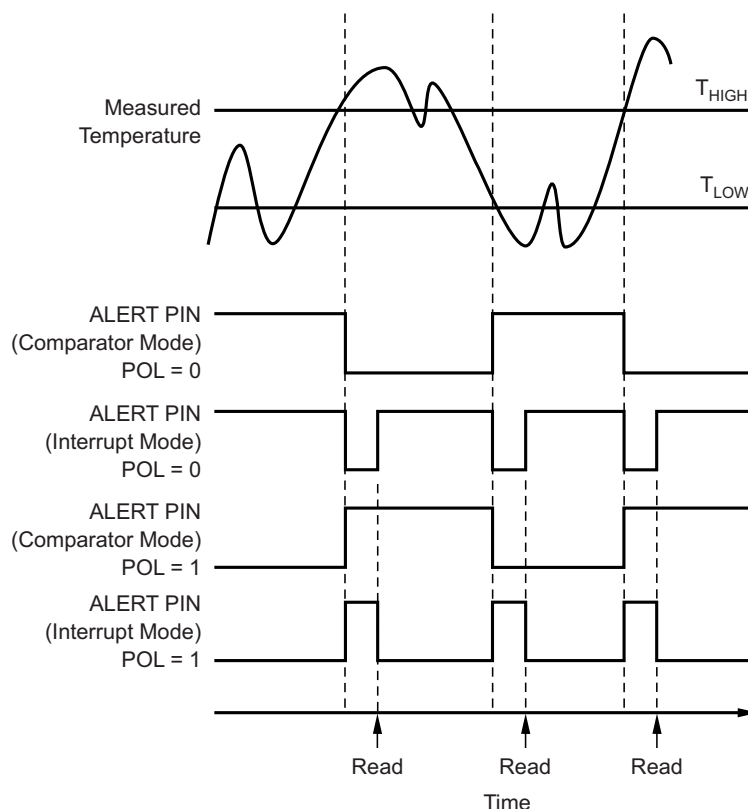 T_HIGH
Measured
Temperature
T_LOW
ALERT PIN
(Comparator Mode)
POL = 0
ALERT PIN
(Interrupt Mode)
POL = 0
ALERT PIN
(Comparator Mode)
POL = 1
ALERT PIN
(Interrupt Mode)
POL = 1
Read Read Read
Time